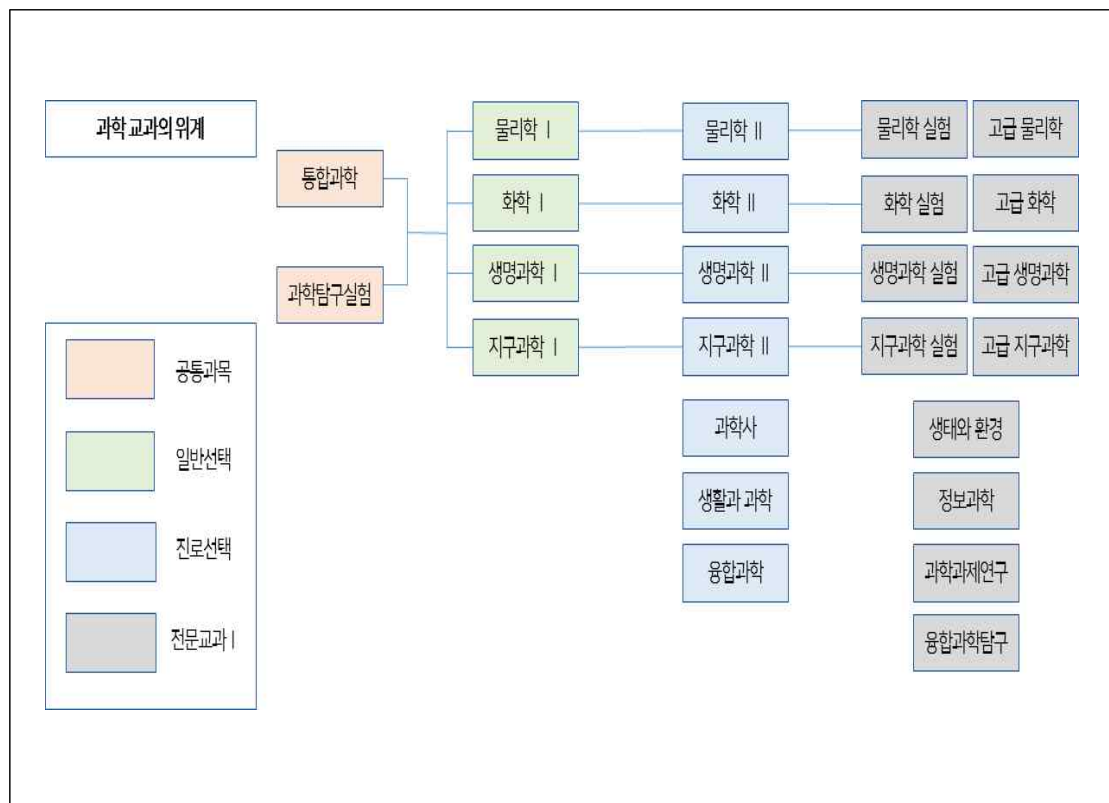 과학 교과의 위계
통합과학
과학탐구실험
물리학 Ⅰ
물리학 Ⅱ
물리학 실험
고급 물리학
화학 Ⅰ
화학 Ⅱ
화학 실험
고급 화학
생명과학 Ⅰ
생명과학 Ⅱ
생명과학 실험
고급 생명과학
지구과학 Ⅰ
지구과학 Ⅱ
지구과학 실험
고급 지구과학
과학사
생활과 과학
융합과학
생태와 환경
정보과학
과학과제연구
융합과학탐구
공통과목
일반선택
진로선택
전문교과Ⅰ